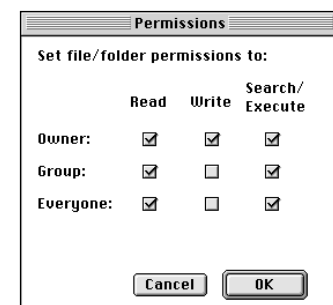 Permissions
Set file/folder permissions to:
Read Write Search/
Execute
Owner:
Group:
Everyone:
Cancel OK